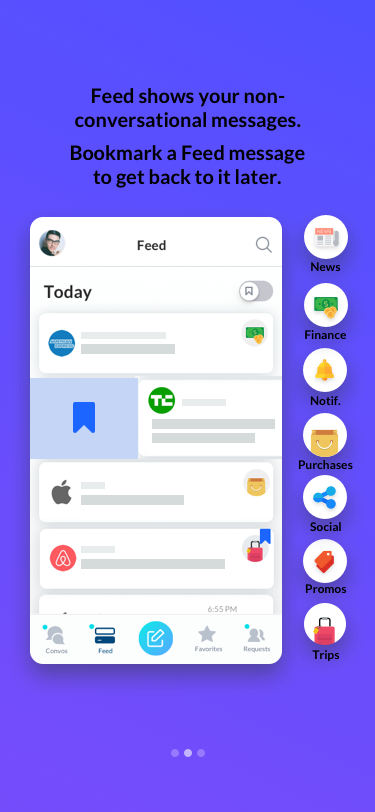 Feed shows your non-
conversational messages.
Bookmark a Feed message
to get back to it later.
Feed
Today
TC
6:55 PM
Convos
Feed
Favorites
Requests
News
Finance
Notif.
Purchases
Social
Promos
Trips